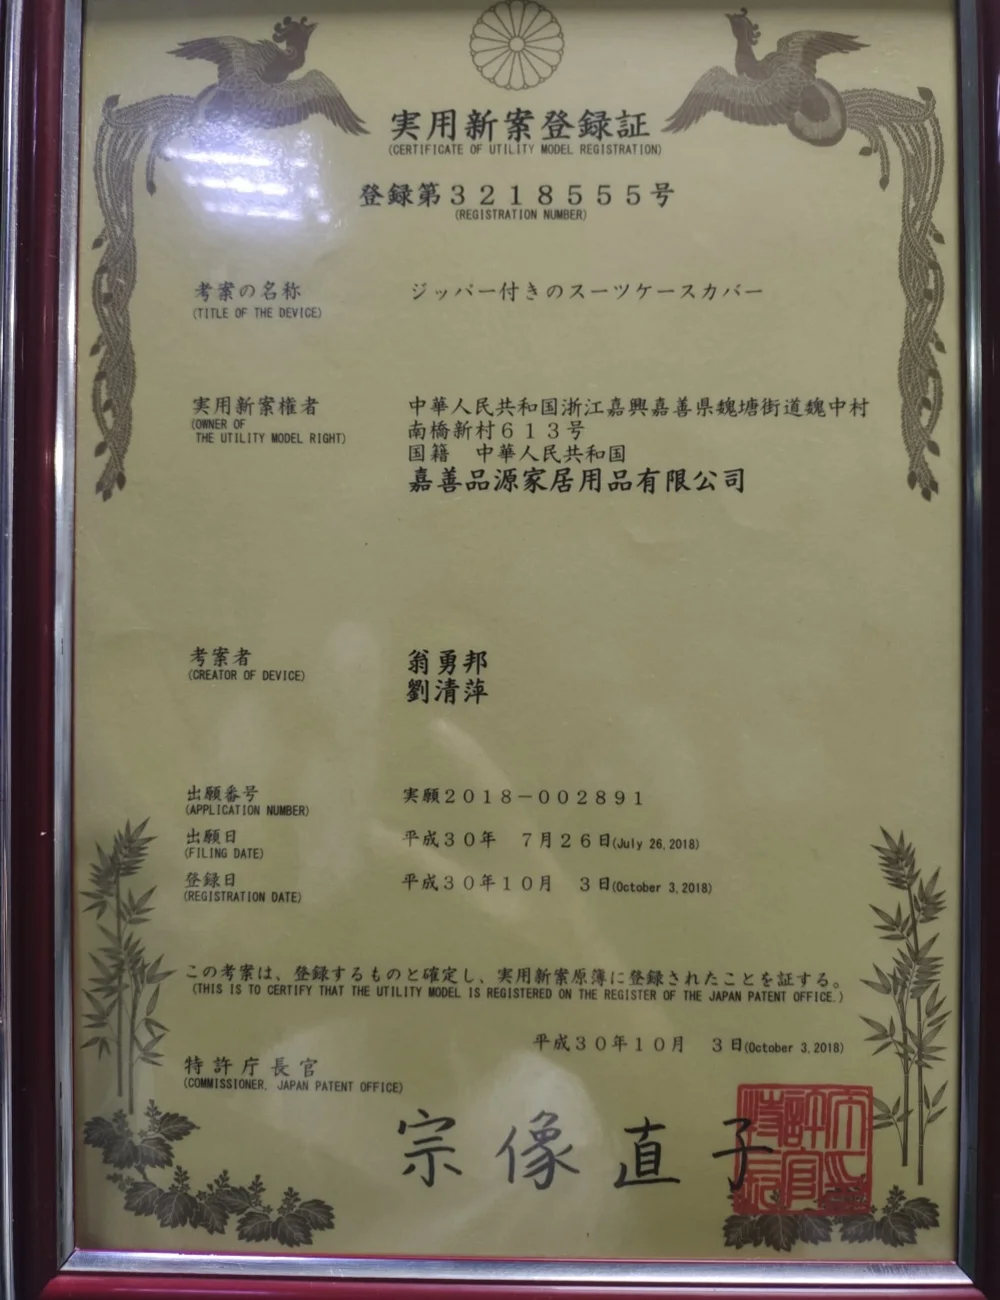 実用新案登録証
(CERTIFICATE OF UTILITY MODEL REGISTRATION)
登録第3218555号
(REGISTRATION NUMBER)
考案の名称 ジッパー付きのスーツケースカバー
(TITLE OF THE DEVICE)
実用新案権者 中華人民共和国浙江嘉興嘉善県魏塘街道魏中村
(OWNER OF
THE UTILITY MODEL RIGHT)
南橋新村613号
国籍 中華人民共和国
嘉善品源家居用品有限公司
考案者 翁勇邦
(CREATOR OF DEVICE)
劉清萍
出願番号 実願2018-002891
(APPLICATION NUMBER)
出願日 平成30年 7月26日(July 26,2018)
(FILING DATE)
登録日 平成30年10月 3日(October 3,2018)
(REGISTRATION DATE)
この考案は、登録するものと確定し、実用新案原簿に登録されたことを証する。
(THIS IS TO CERTIFY THAT THE UTILITY MODEL IS REGISTERED ON THE REGISTER OF THE JAPAN PATENT OFFICE.)
平成30年10月 3日(October 3,2018)
特許庁長官
(COMMISSIONER, JAPAN PATENT OFFICE)
宗像直子